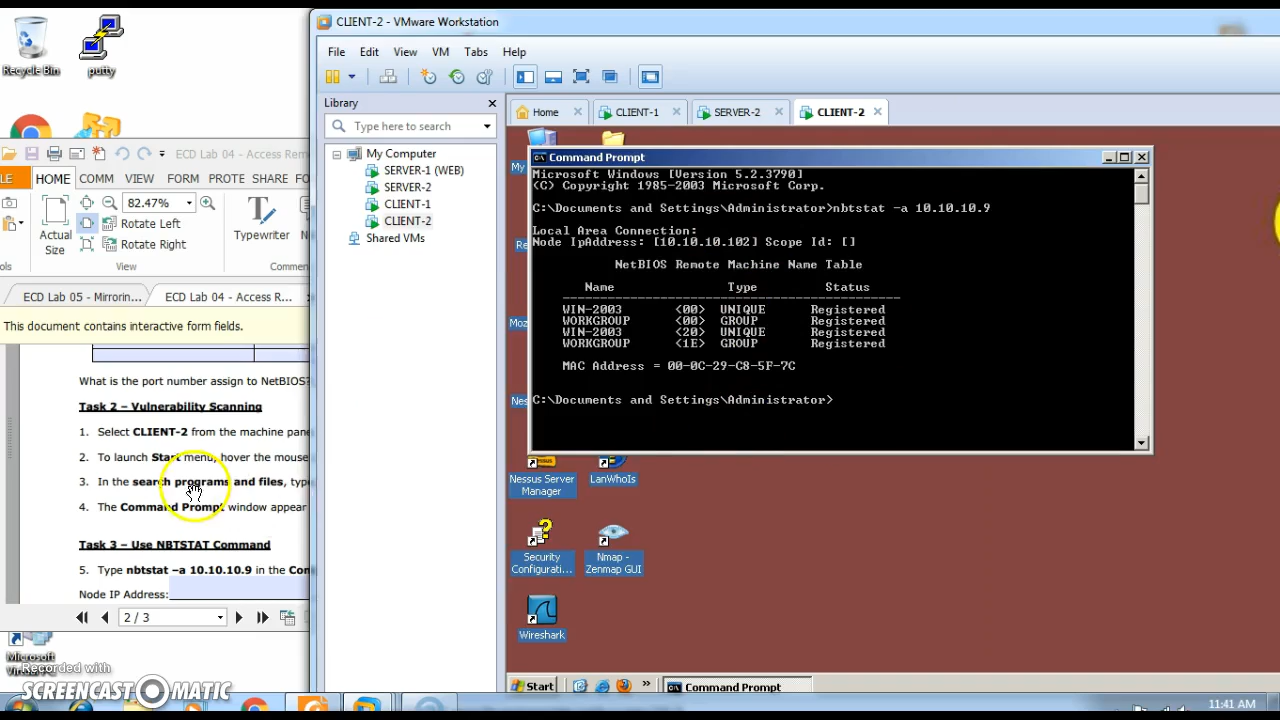 Recycle Bin
putty
ECD Lab 04 - Access Rem
LE HOME COMM VIEW FORM PROTE SHARE
82.47%
Actual Size
Rotate Left
Rotate Right
Typewriter
ols
View
Commen
ECD Lab 05 - Mirrorin...
ECD Lab 04 - Access R...
This document contains interactive form fields.
What is the port number assign to NetBIOS?
Task 2 – Vulnerability Scanning
1. Select CLIENT-2 from the machine pane
2. To launch Start menu, hover the mouse
3. In the search programs and files, type
4. The Command Prompt window appear
Task 3 – Use NBTSTAT Command
5. Type nbtstat –a 10.10.10.9 in the Com
Node IP Address:
2 / 3
Microsoft
Recorded with
SCREENCAST MATIC
CLIENT-2 - VMware Workstation
File Edit View VM Tabs Help
Library
Type here to search
My Computer
SERVER-1 (WEB)
SERVER-2
CLIENT-1
CLIENT-2
Shared VMs
Home
CLIENT-1
SERVER-2
CLIENT-2
My
Re
Moz
Nes
Command Prompt
Microsoft Windows [Version 5.2.3790]
(C) Copyright 1985-2003 Microsoft Corp.
C:\Documents and Settings\Administrator>nbtstat -a 10.10.10.9
Local Area Connection:
Node IpAddress: [10.10.10.102] Scope Id: []
NetBIOS Remote Machine Name Table
Name Type Status
---------------------------------------------
WIN-2003 <00> UNIQUE Registered
WORKGROUP <00> GROUP Registered
WIN-2003 <20> UNIQUE Registered
WORKGROUP <1E> GROUP Registered
MAC Address = 00-0C-29-C8-5F-7C
C:\Documents and Settings\Administrator>
Nessus Server Manager
LanWhoIs
Security Configurati...
Nmap - Zenmap GUI
Wireshark
Start
Command Prompt
11:41 AM